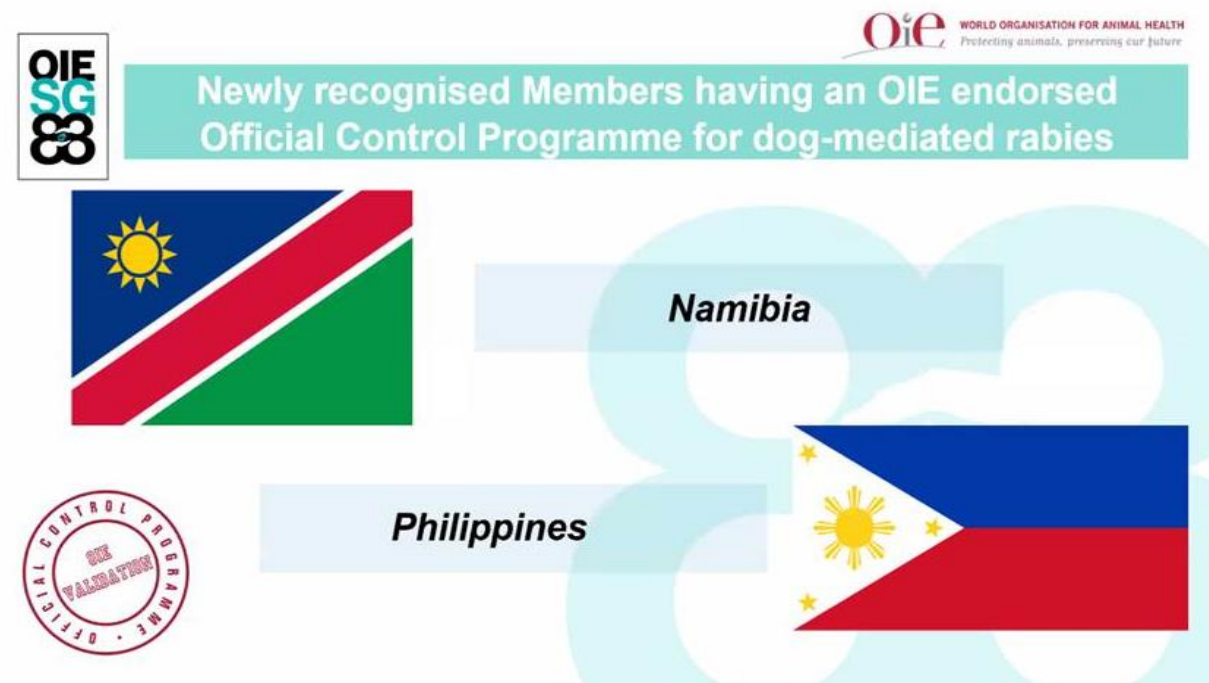 OIE
SG
88
OiE
WORLD ORGANISATION FOR ANIMAL HEALTH
Protecting animals, preserving our future
Newly recognised Members having an OIE endorsed
Official Control Programme for dog-mediated rabies
Namibia
Philippines
OFFICIAL CONTROL PROGRAMME
OIE
VALIDATION